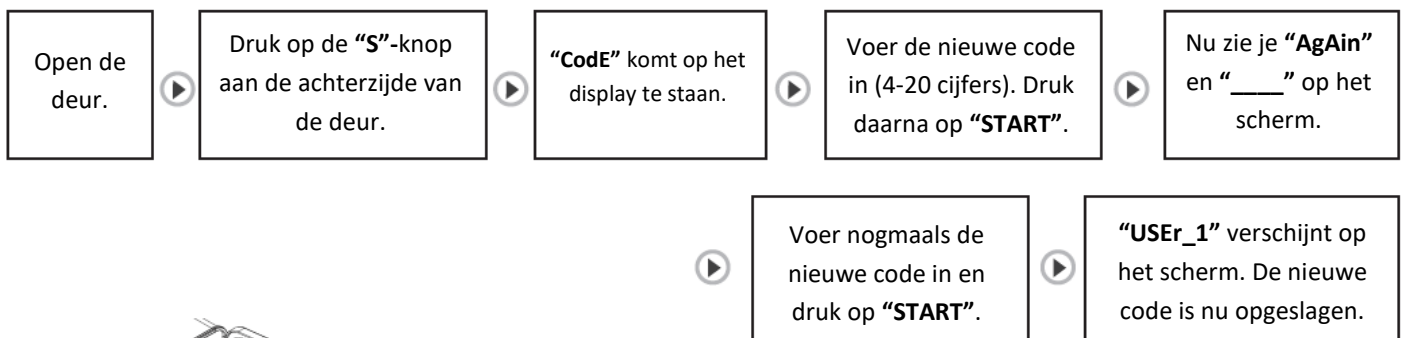 Open de
deur.
Druk op de “S”-knop
aan de achterzijde van
de deur.
“CodE” komt op het
display te staan.
Voer de nieuwe code
in (4-20 cijfers). Druk
daarna op “START”.
Nu zie je “AgAin”
en “____” op het
scherm.
Voer nogmaals de
nieuwe code in en
druk op “START”.
“USEr_1” verschijnt op
het scherm. De nieuwe
code is nu opgeslagen.